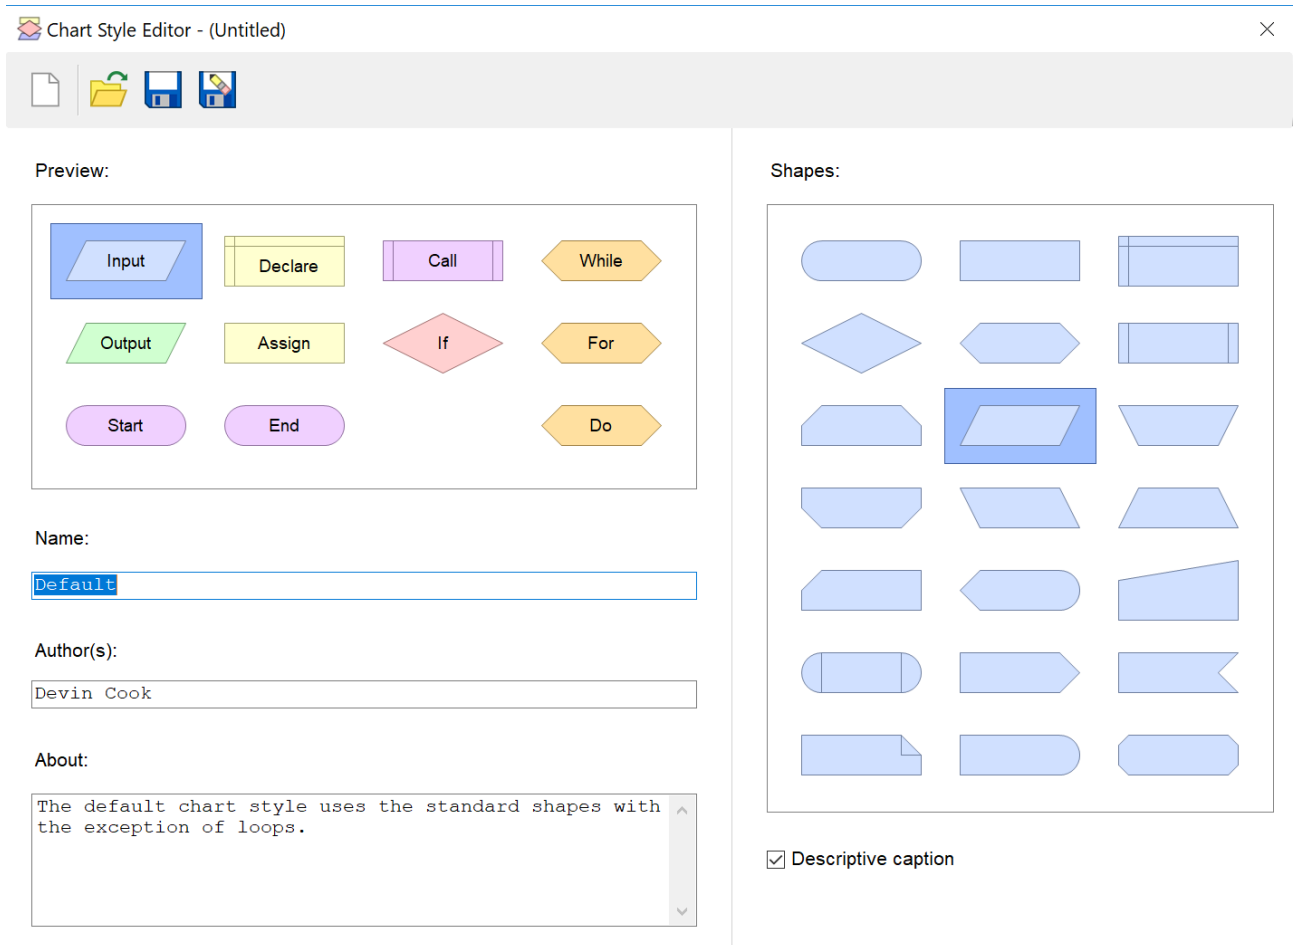 Chart Style Editor - (Untitled)
Preview:
Shapes:
Input
Declare
Call
While
Output
Assign
If
For
Start
End
Do
Name:
Default
Author(s):
Devin Cook
About:
The default chart style uses the standard shapes with
the exception of loops.
Descriptive caption